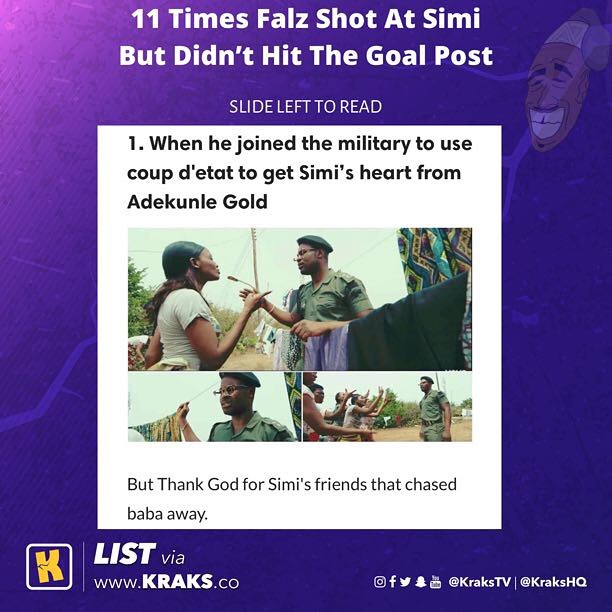 11 Times Falz Shot At Simi
But Didn’t Hit The Goal Post
SLIDE LEFT TO READ
1. When he joined the military to use
coup d'etat to get Simi’s heart from
Adekunle Gold
But Thank God for Simi's friends that chased
baba away.
K
LIST via
www.KRAKS.co
@KraksTV | @KraksHQ